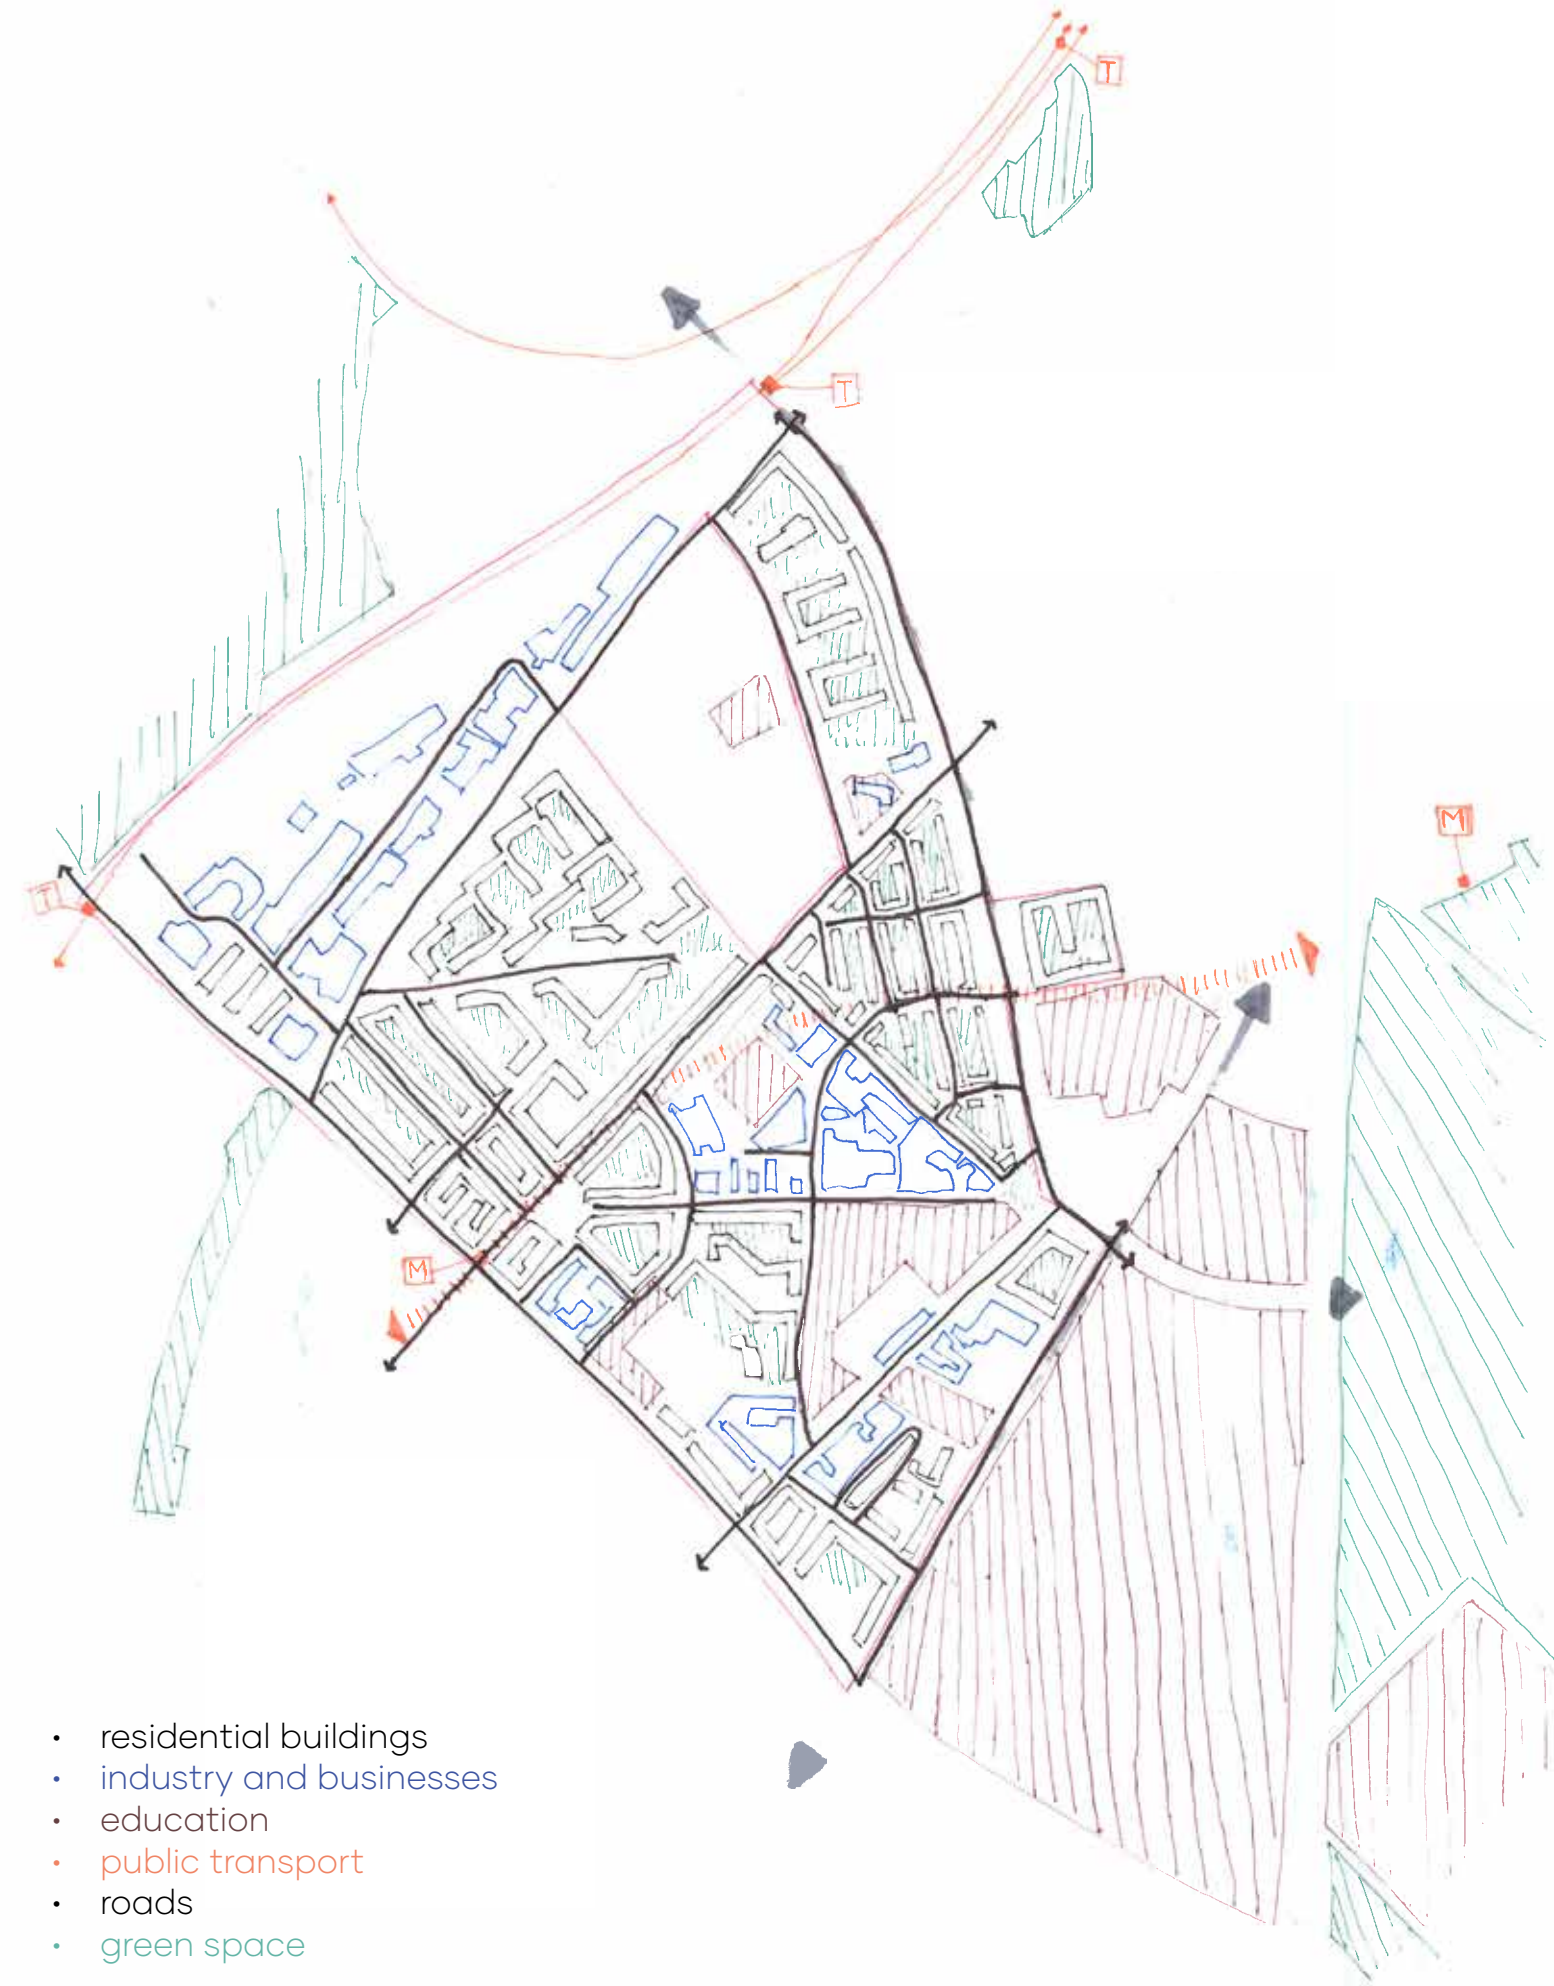 T
T
M
T
M
• residential buildings
• industry and businesses
• education
• public transport
• roads
• green space